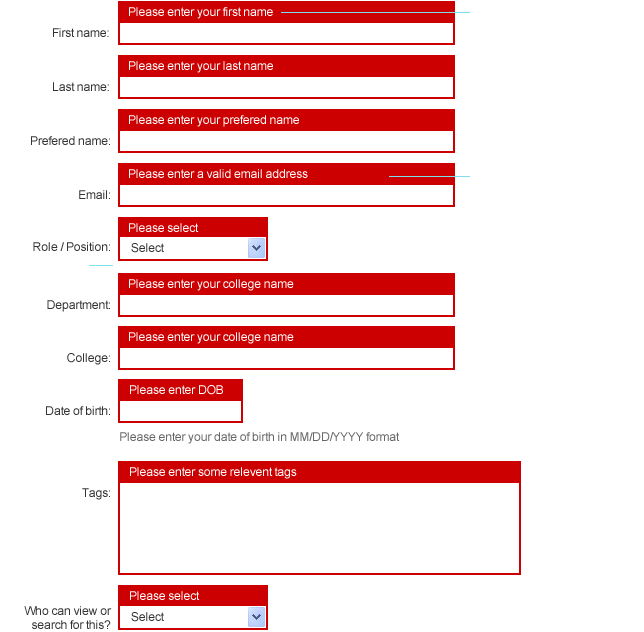 Please enter your first name
First name:
Please enter your last name
Last name:
Please enter your prefered name
Prefered name:
Please enter a valid email address
Email:
Please select
Role / Position:
Select
Please enter your college name
Department:
Please enter your college name
College:
Please enter DOB
Date of birth:
Please enter your date of birth in MM/DD/YYYY format
Please enter some relevent tags
Tags:
Please select
Who can view or
search for this?
Select